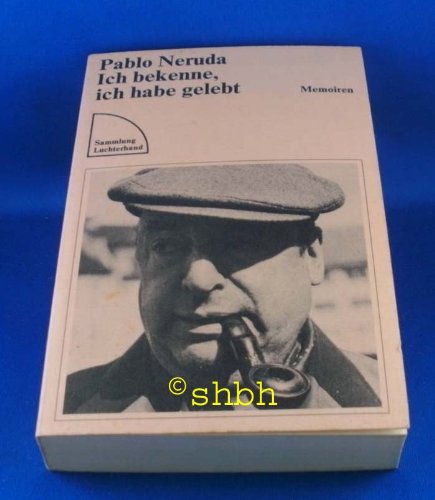 Pablo Neruda
Ich bekenne,
ich habe gelebt
Memoiren
Sammlung
Luchterhand
©shbh